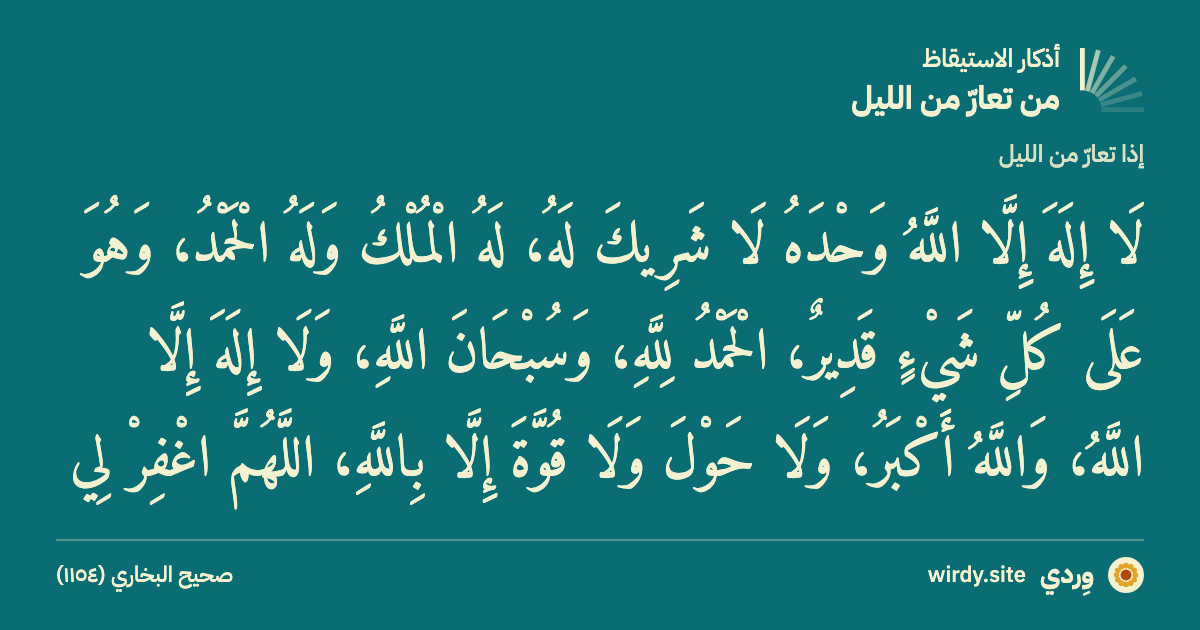 أذكار الاستيقاظ
من تعارّ من الليل
إذا تعارّ من الليل
لَا إِلَهَ إِلَّا اللَّهُ وَحْدَهُ لَا شَرِيكَ لَهُ، لَهُ الْمُلْكُ وَلَهُ الْحَمْدُ، وَهُوَ
عَلَى كُلِّ شَيْءٍ قَدِيرٌ، الْحَمْدُ لِلَّهِ، وَسُبْحَانَ اللَّهِ، وَلَا إِلَهَ إِلَّا
اللَّهُ، وَاللَّهُ أَكْبَرُ، وَلَا حَوْلَ وَلَا قُوَّةَ إِلَّا بِاللَّهِ، اللَّهُمَّ اغْفِرْ لِي
وِردي wirdy.site
صحيح البخاري (١١٥٤)